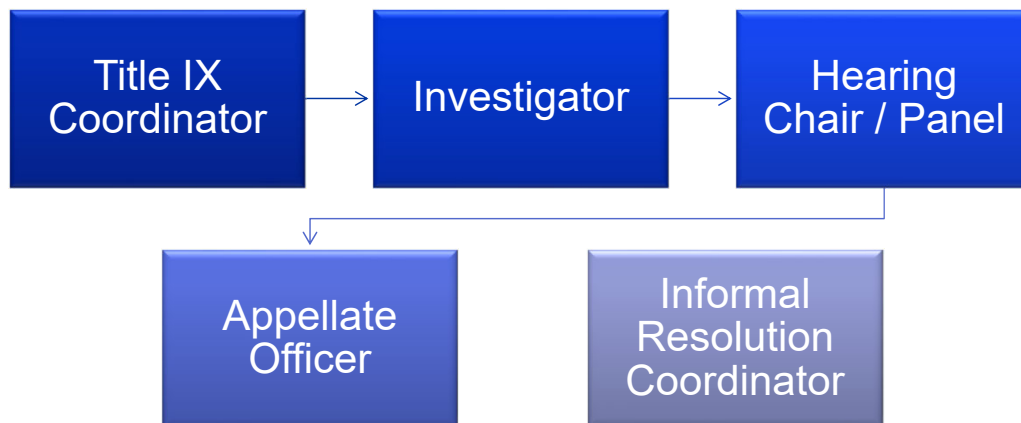 Title IX
Coordinator
Investigator
Hearing
Chair / Panel
Appellate
Officer
Informal
Resolution
Coordinator